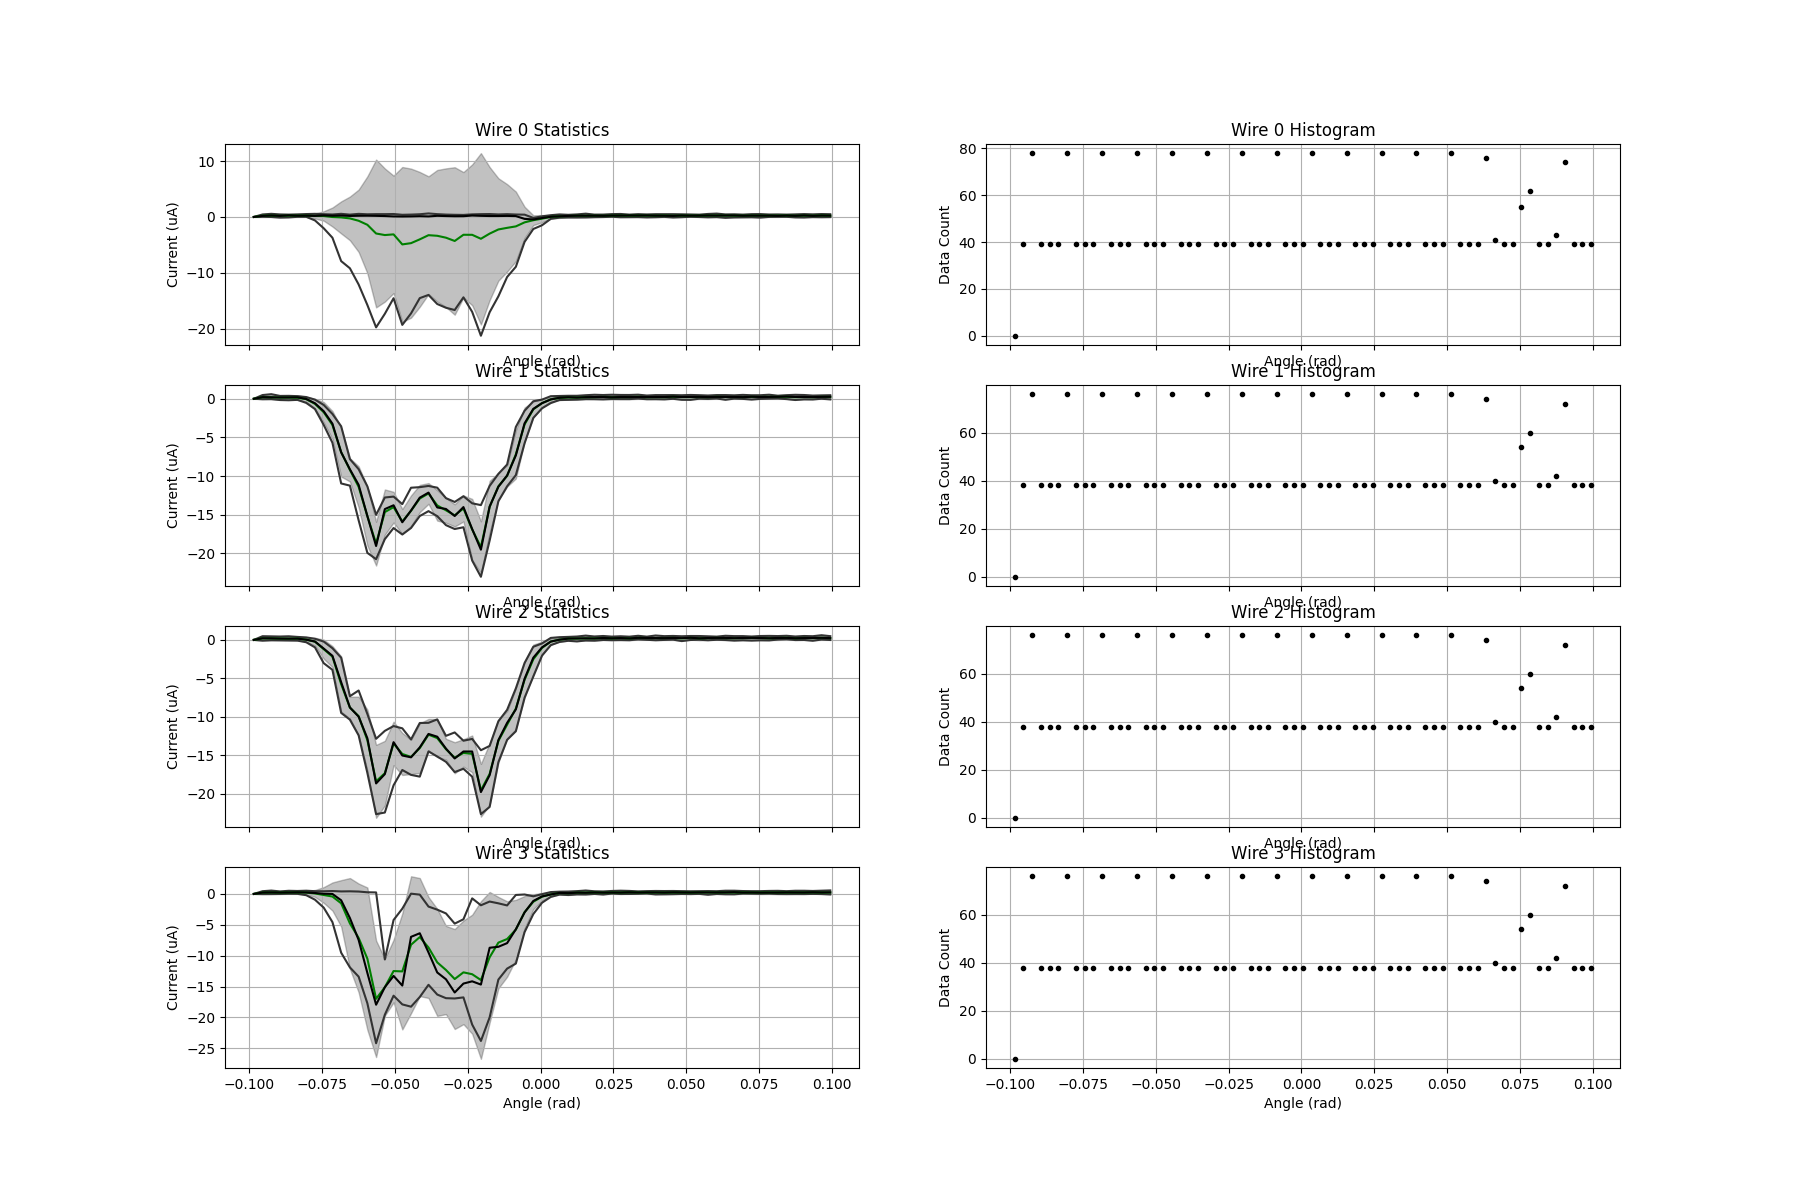 Wire 0 Statistics
10
0
−10
−20
Current (uA)
Angle (rad)
Wire 0 Histogram
80
60
40
20
0
Data Count
Angle (rad)
Wire 1 Statistics
0
−5
−10
−15
−20
Current (uA)
Angle (rad)
Wire 1 Histogram
60
40
20
0
Data Count
Angle (rad)
Wire 2 Statistics
0
−5
−10
−15
−20
Current (uA)
Angle (rad)
Wire 2 Histogram
60
40
20
0
Data Count
Angle (rad)
Wire 3 Statistics
0
−5
−10
−15
−20
−25
Current (uA)
−0.100 −0.075 −0.050 −0.025 0.000 0.025 0.050 0.075 0.100
Angle (rad)
Wire 3 Histogram
60
40
20
0
Data Count
−0.100 −0.075 −0.050 −0.025 0.000 0.025 0.050 0.075 0.100
Angle (rad)